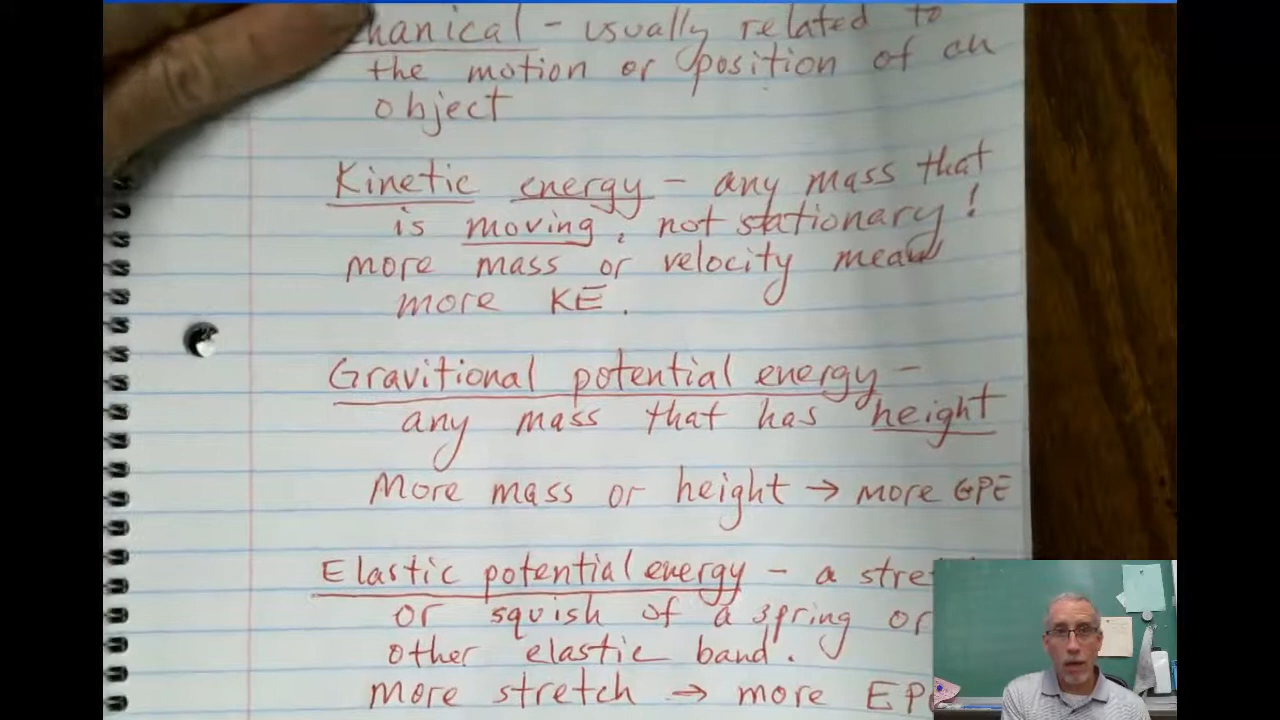 hanical - usually related to
the motion or position of an
object
Kinetic energy - any mass that
is moving, not stationary!
more mass or velocity mean
more KE.
Gravitional potential energy -
any mass that has height
More mass or height → more GPE
Elastic potential energy - a stre
or squish of a spring or
other elastic band.
more stretch → more EP